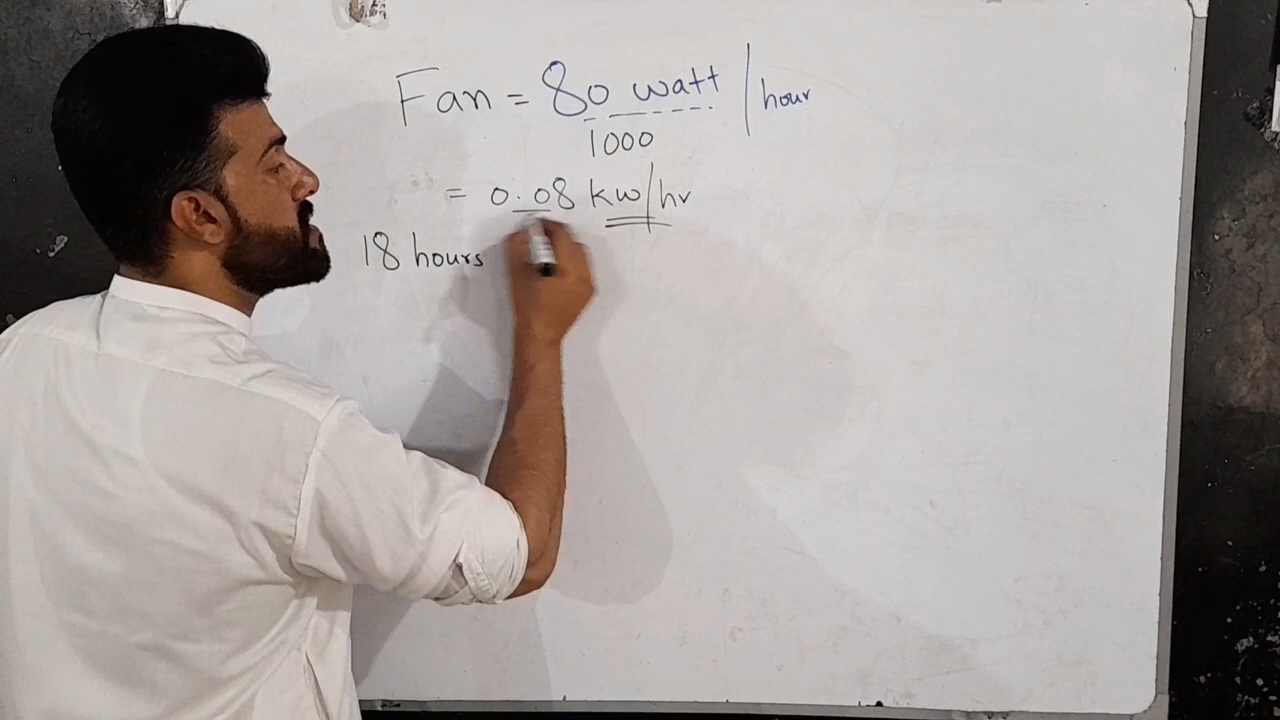 Fan = 80 watt / hour
1000
= 0.08 kw/hr
18 hours